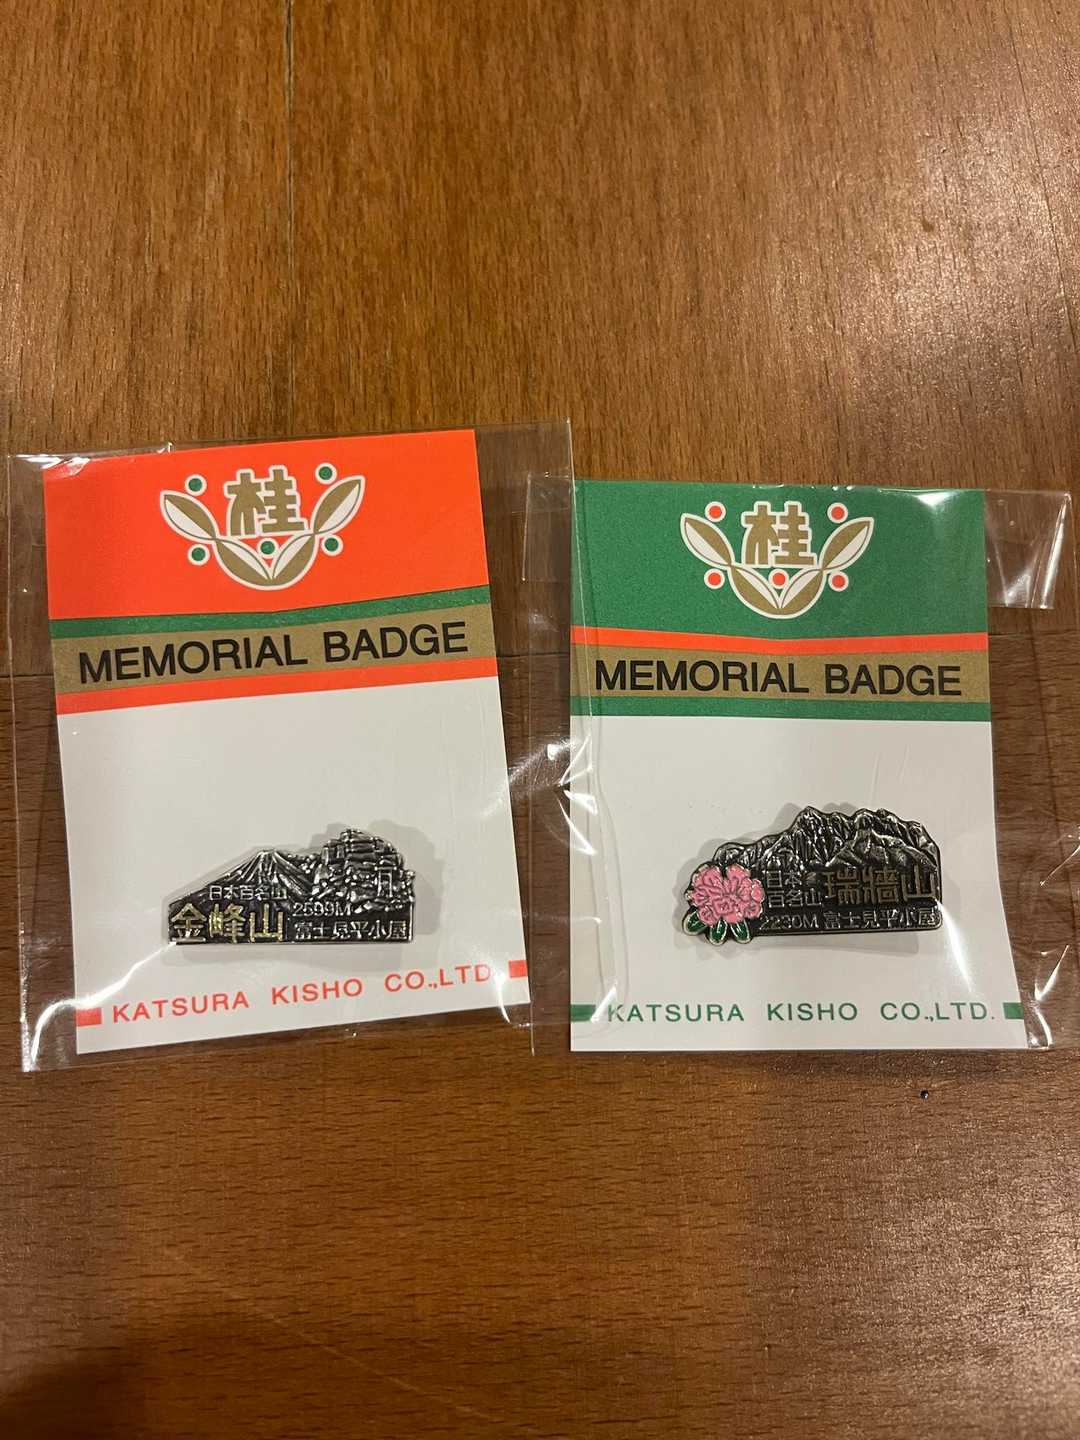 桂
MEMORIAL BADGE
日本百名山
金峰山
2599M
富士見平小屋
KATSURA KISHO CO.,LTD.
桂
MEMORIAL BADGE
日本
百名山
瑞牆山
2230M 富士見平小屋
KATSURA KISHO CO.,LTD.